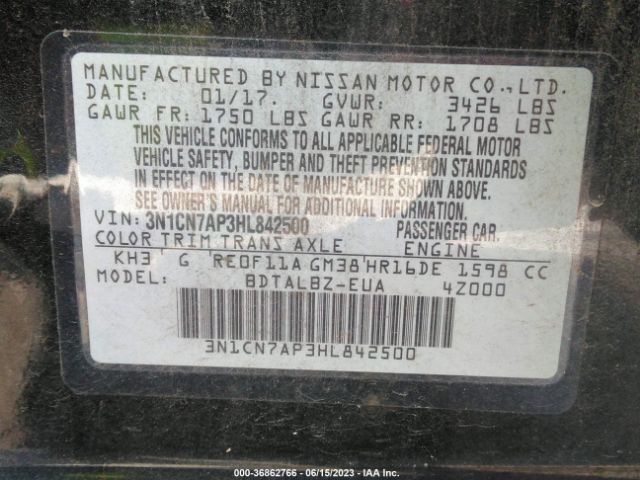 MANUFACTURED BY NISSAN MOTOR CO.,LTD.
DATE: 01/17. GVWR: 3426 LBS
GAWR FR: 1750 LBS GAWR RR: 1708 LBS
THIS VEHICLE CONFORMS TO ALL APPLICABLE FEDERAL MOTOR
VEHICLE SAFETY, BUMPER AND THEFT PREVENTION STANDARDS
IN EFFECT ON THE DATE OF MANUFACTURE SHOWN ABOVE.
SEE OWNER'S MANUAL FOR ADDITIONAL INFORMATION.
VIN: 3N1CN7AP3HL842500 PASSENGER CAR.
COLOR TRIM TRANS AXLE ENGINE
KH3 G 'RE0F11A GM38'HR16DE 1598 CC
MODEL: BDTALBZ-EUA 4Z000
3N1CN7AP3HL842500
000-36862766 - 06/15/2023 - IAA Inc.